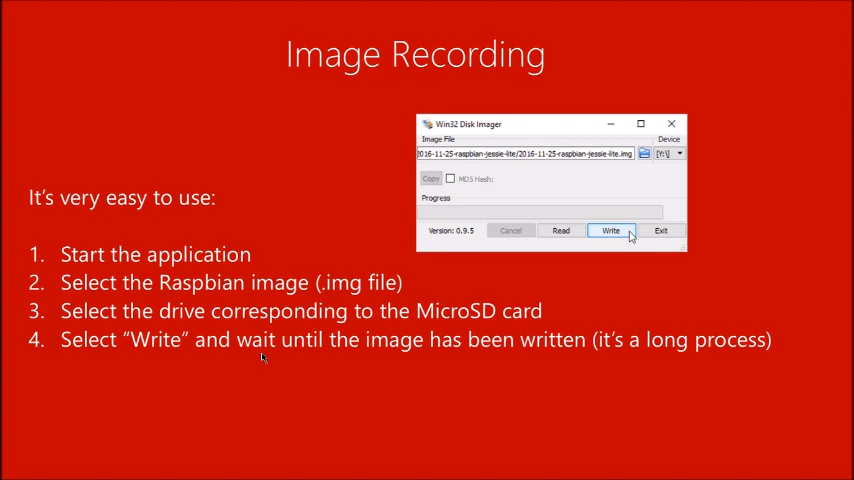 Image Recording
Win32 Disk Imager
Image File
Device
2016-11-25-raspbian-jessie-lite/2016-11-25-raspbian-jessie-lite.img
[Y:\]
Copy
MD5 Hash:
Progress
Version: 0.9.5
Cancel
Read
Write
Exit
It's very easy to use:
1. Start the application
2. Select the Raspbian image (.img file)
3. Select the drive corresponding to the MicroSD card
4. Select “Write” and wait until the image has been written (it's a long process)